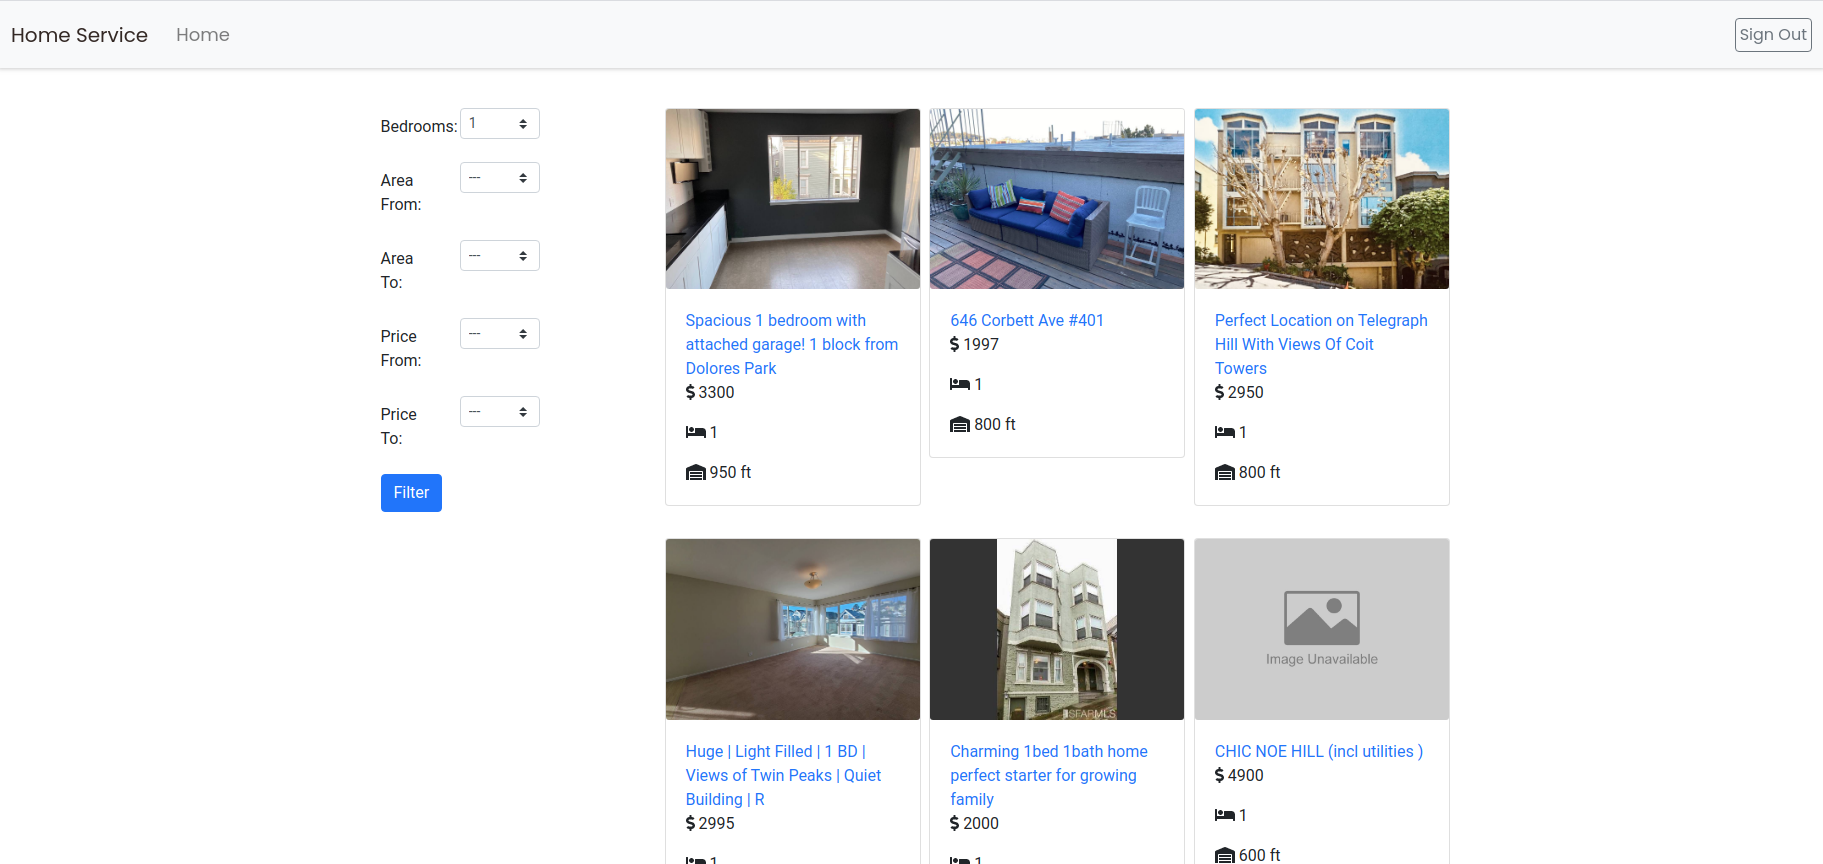 Home Service Home Sign Out
Bedrooms: 1
Area From: ---
Area To: ---
Price From: ---
Price To: ---
Filter
Spacious 1 bedroom with
attached garage! 1 block from
Dolores Park
$ 3300
1
950 ft
646 Corbett Ave #401
$ 1997
1
800 ft
Perfect Location on Telegraph
Hill With Views Of Coit
Towers
$ 2950
1
800 ft
Huge | Light Filled | 1 BD |
Views of Twin Peaks | Quiet
Building | R
$ 2995
1
SFARMLS
Charming 1bed 1bath home
perfect starter for growing
family
$ 2000
1
Image Unavailable
CHIC NOE HILL (incl utilities )
$ 4900
1
600 ft